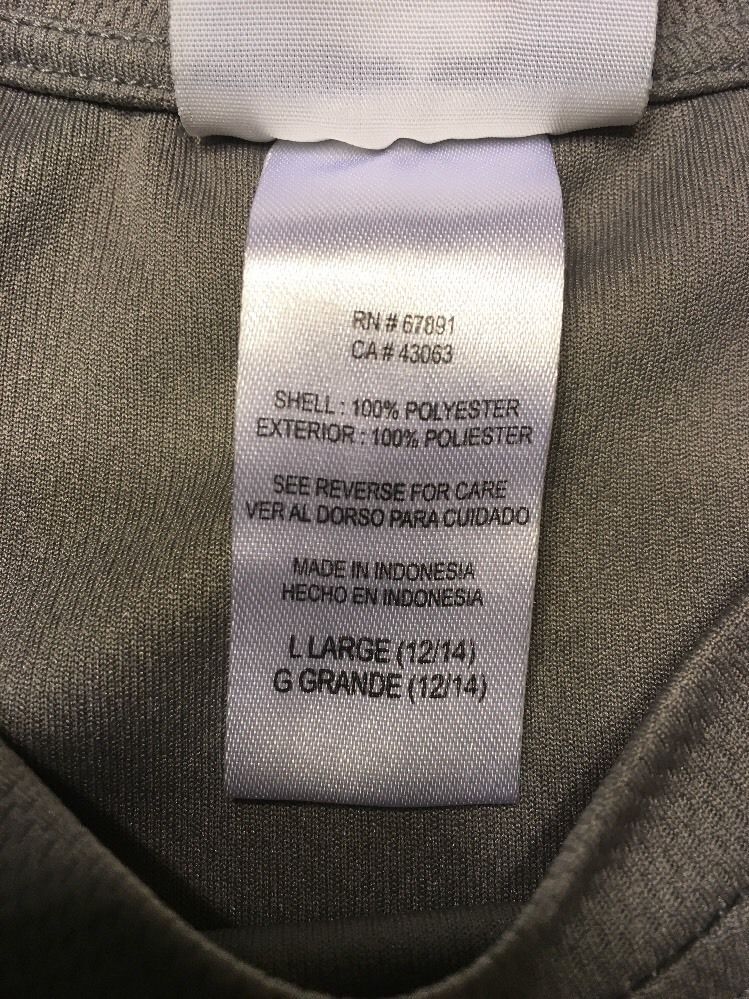 RN # 67891
CA # 43063
SHELL : 100% POLYESTER
EXTERIOR : 100% POLIESTER
SEE REVERSE FOR CARE
VER AL DORSO PARA CUIDADO
MADE IN INDONESIA
HECHO EN INDONESIA
L LARGE (12/14)
G GRANDE (12/14)